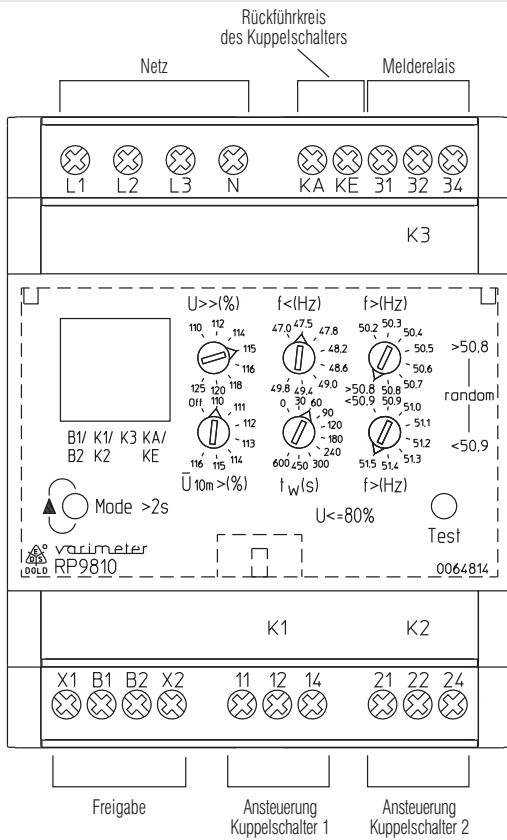 Rückführkreis
des Kuppelschalters
Netz
Melderelais
L1 L2 L3 N KA KE 31 32 34
K3
U>>(%) f<(Hz) f>(Hz)
110 112 114 115 116 118 120 125
47.0 47.5 47.8 48.2 48.6 49.0 49.4 49.8
50.2 50.3 50.4 50.5 50.6 50.7 50.8 >50.8
>50.8
random
<50.9
Off 110 111 112 113 114 115 116
0 30 60 90 120 180 240 300 450 600
<50.9 50.9 51.0 51.1 51.2 51.3 51.4 51.5
B1/ K1/ K3 KA/
B2 K2 KE
Ū10m>(%) tW(s) f>(Hz)
Mode >2s
U<=80%
Test
varimeter
DOLD RP9810
0064814
K1 K2
X1 B1 B2 X2 11 12 14 21 22 24
Freigabe
Ansteuerung
Kuppelschalter 1
Ansteuerung
Kuppelschalter 2